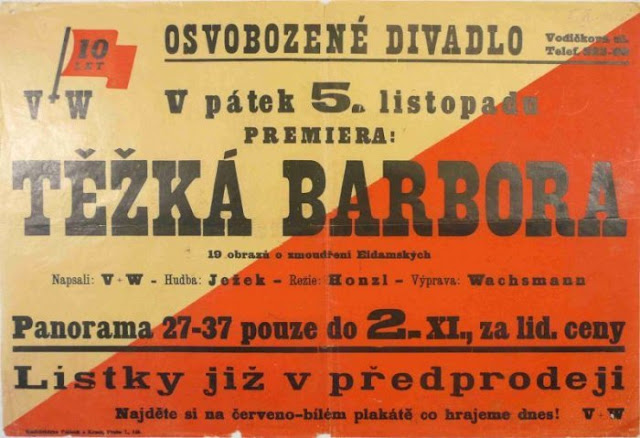 10
LET
V+W
OSVOBOZENÉ DIVADLO
Vodičkova ul.
Telef.
V pátek 5. listopadu
PREMIERA:
TĚŽKÁ BARBORA
19 obrazů o zmoudření Eidamských
Napsali: V+W - Hudba: Ježek - Režie: Honzl - Výprava: Wachsmann
Panorama 27-37 pouze do 2. XI., za lid. ceny
Lístky již v předprodeji
Najděte si na červeno-bílém plakátě co hrajeme dnes! V+W